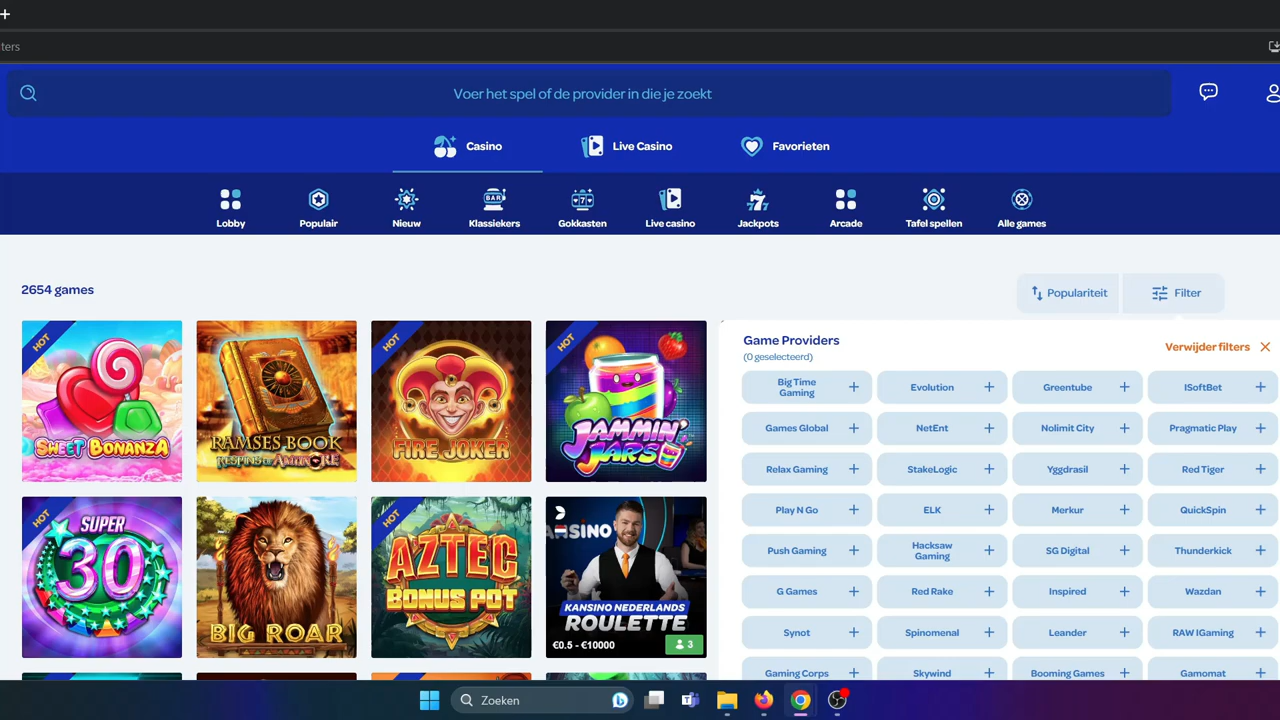 ters
Voer het spel of de provider in die je zoekt
Casino
Live Casino
Favorieten
Lobby
Populair
Nieuw
Klassiekers
Gokkasten
Live casino
Jackpots
Arcade
Tafel spellen
Alle games
2654 games
Populariteit
Filter
HOT
SWEET BONANZA
RAMSES BOOK
RESPINS OF AMUN-RE
HOT
FIRE JOKER
HOT
JAMMIN' JARS
Game Providers
(0 geselecteerd)
Verwijder filters
Big Time
Gaming
Evolution
Greentube
ISoftBet
Games Global
NetEnt
Nolimit City
Pragmatic Play
Relax Gaming
StakeLogic
Yggdrasil
Red Tiger
Play N Go
ELK
Merkur
QuickSpin
Push Gaming
Hacksaw
Gaming
SG Digital
Thunderkick
G Games
Red Rake
Inspired
Wazdan
Synot
Spinomenal
Leander
RAW IGaming
Gaming Corps
Skywind
Booming Games
Gamomat
HOT
SUPER
30
BIG ROAR
HOT
AZTEC
BONUS POT
KANSINO NEDERLANDS
ROULETTE
€0.5 - €10000
3
Zoeken